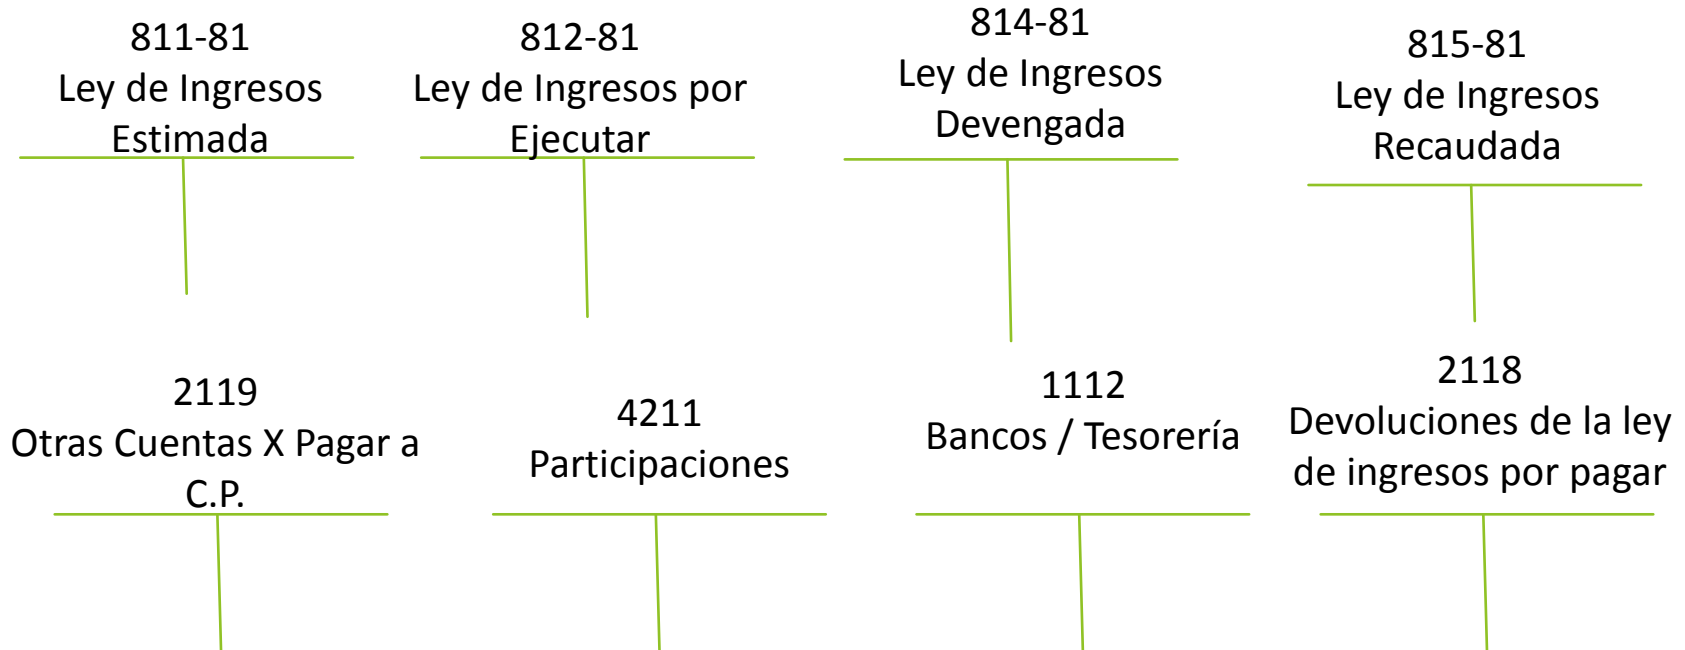 811-81
Ley de Ingresos
Estimada
812-81
Ley de Ingresos por
Ejecutar
814-81
Ley de Ingresos
Devengada
815-81
Ley de Ingresos
Recaudada
2119
Otras Cuentas X Pagar a
C.P.
4211
Participaciones
1112
Bancos / Tesorería
2118
Devoluciones de la ley
de ingresos por pagar